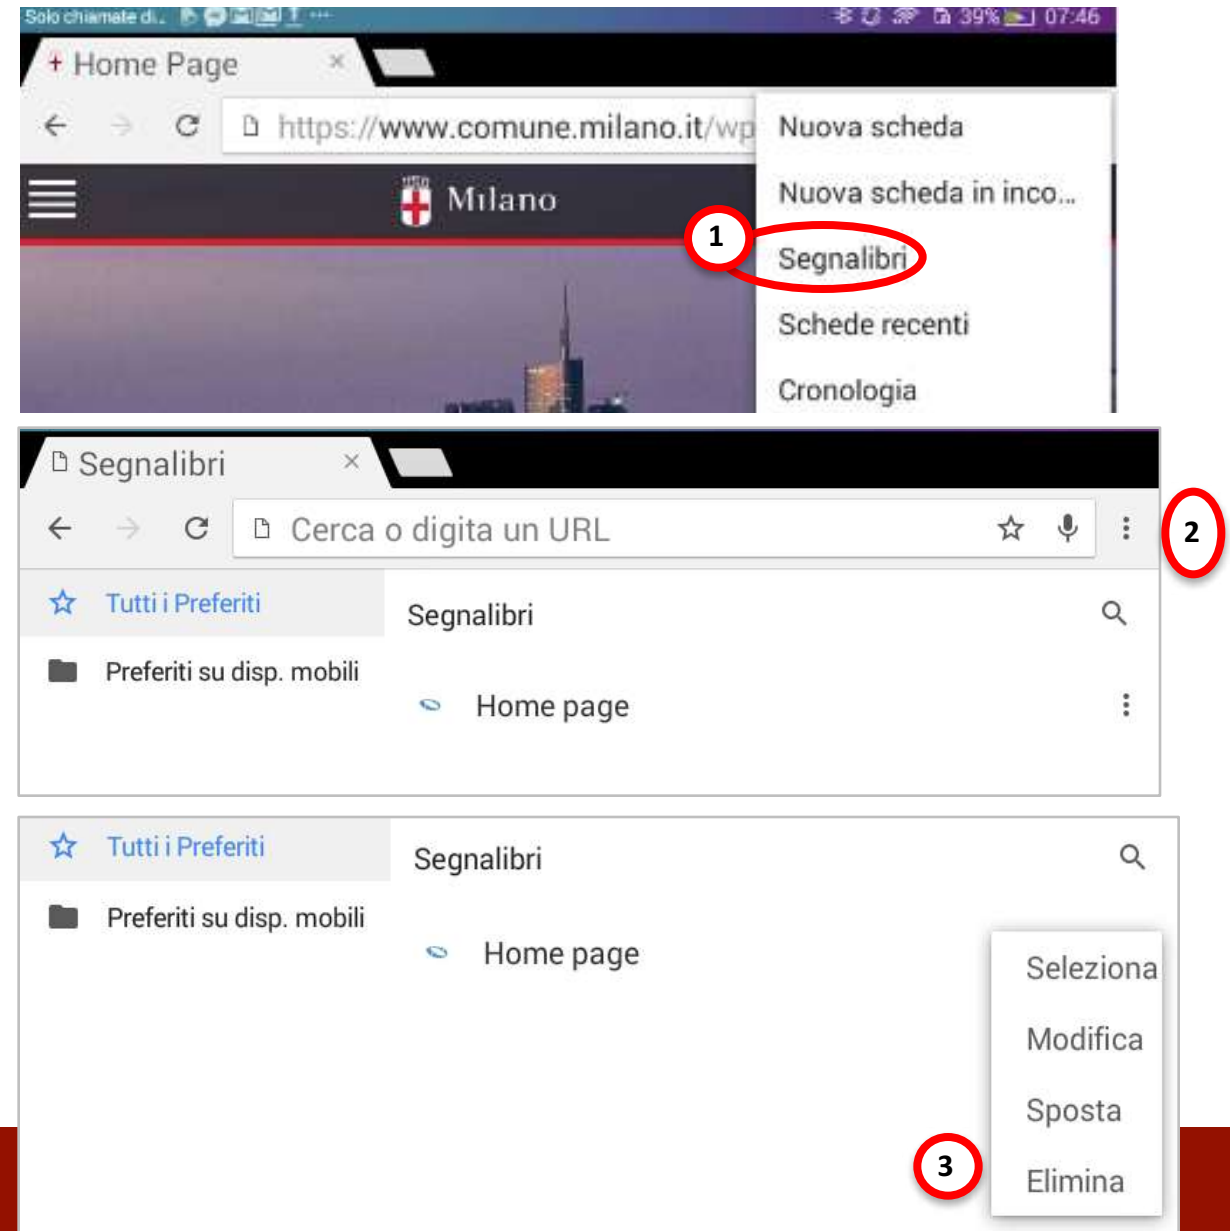 Solo chiamate di..
39% 07:46
Home Page
https://www.comune.milano.it/wp
Milano
Nuova scheda
Nuova scheda in inco...
1
Segnalibri
Schede recenti
Cronologia
Segnalibri
Cerca o digita un URL
2
Tutti i Preferiti
Segnalibri
Preferiti su disp. mobili
Home page
Tutti i Preferiti
Segnalibri
Preferiti su disp. mobili
Home page
Seleziona
Modifica
Sposta
3
Elimina